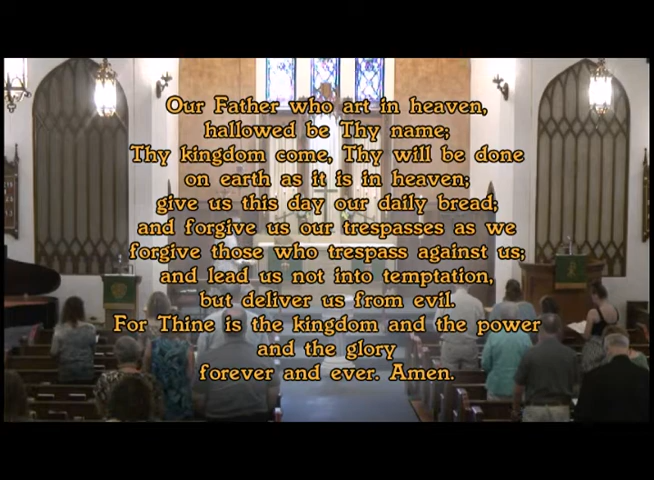 Our Father who art in heaven,
hallowed be Thy name;
Thy kingdom come, Thy will be done
on earth as it is in heaven;
give us this day our daily bread;
and forgive us our trespasses as we
forgive those who trespass against us;
and lead us not into temptation,
but deliver us from evil.
For Thine is the kingdom and the power
and the glory
forever and ever. Amen.